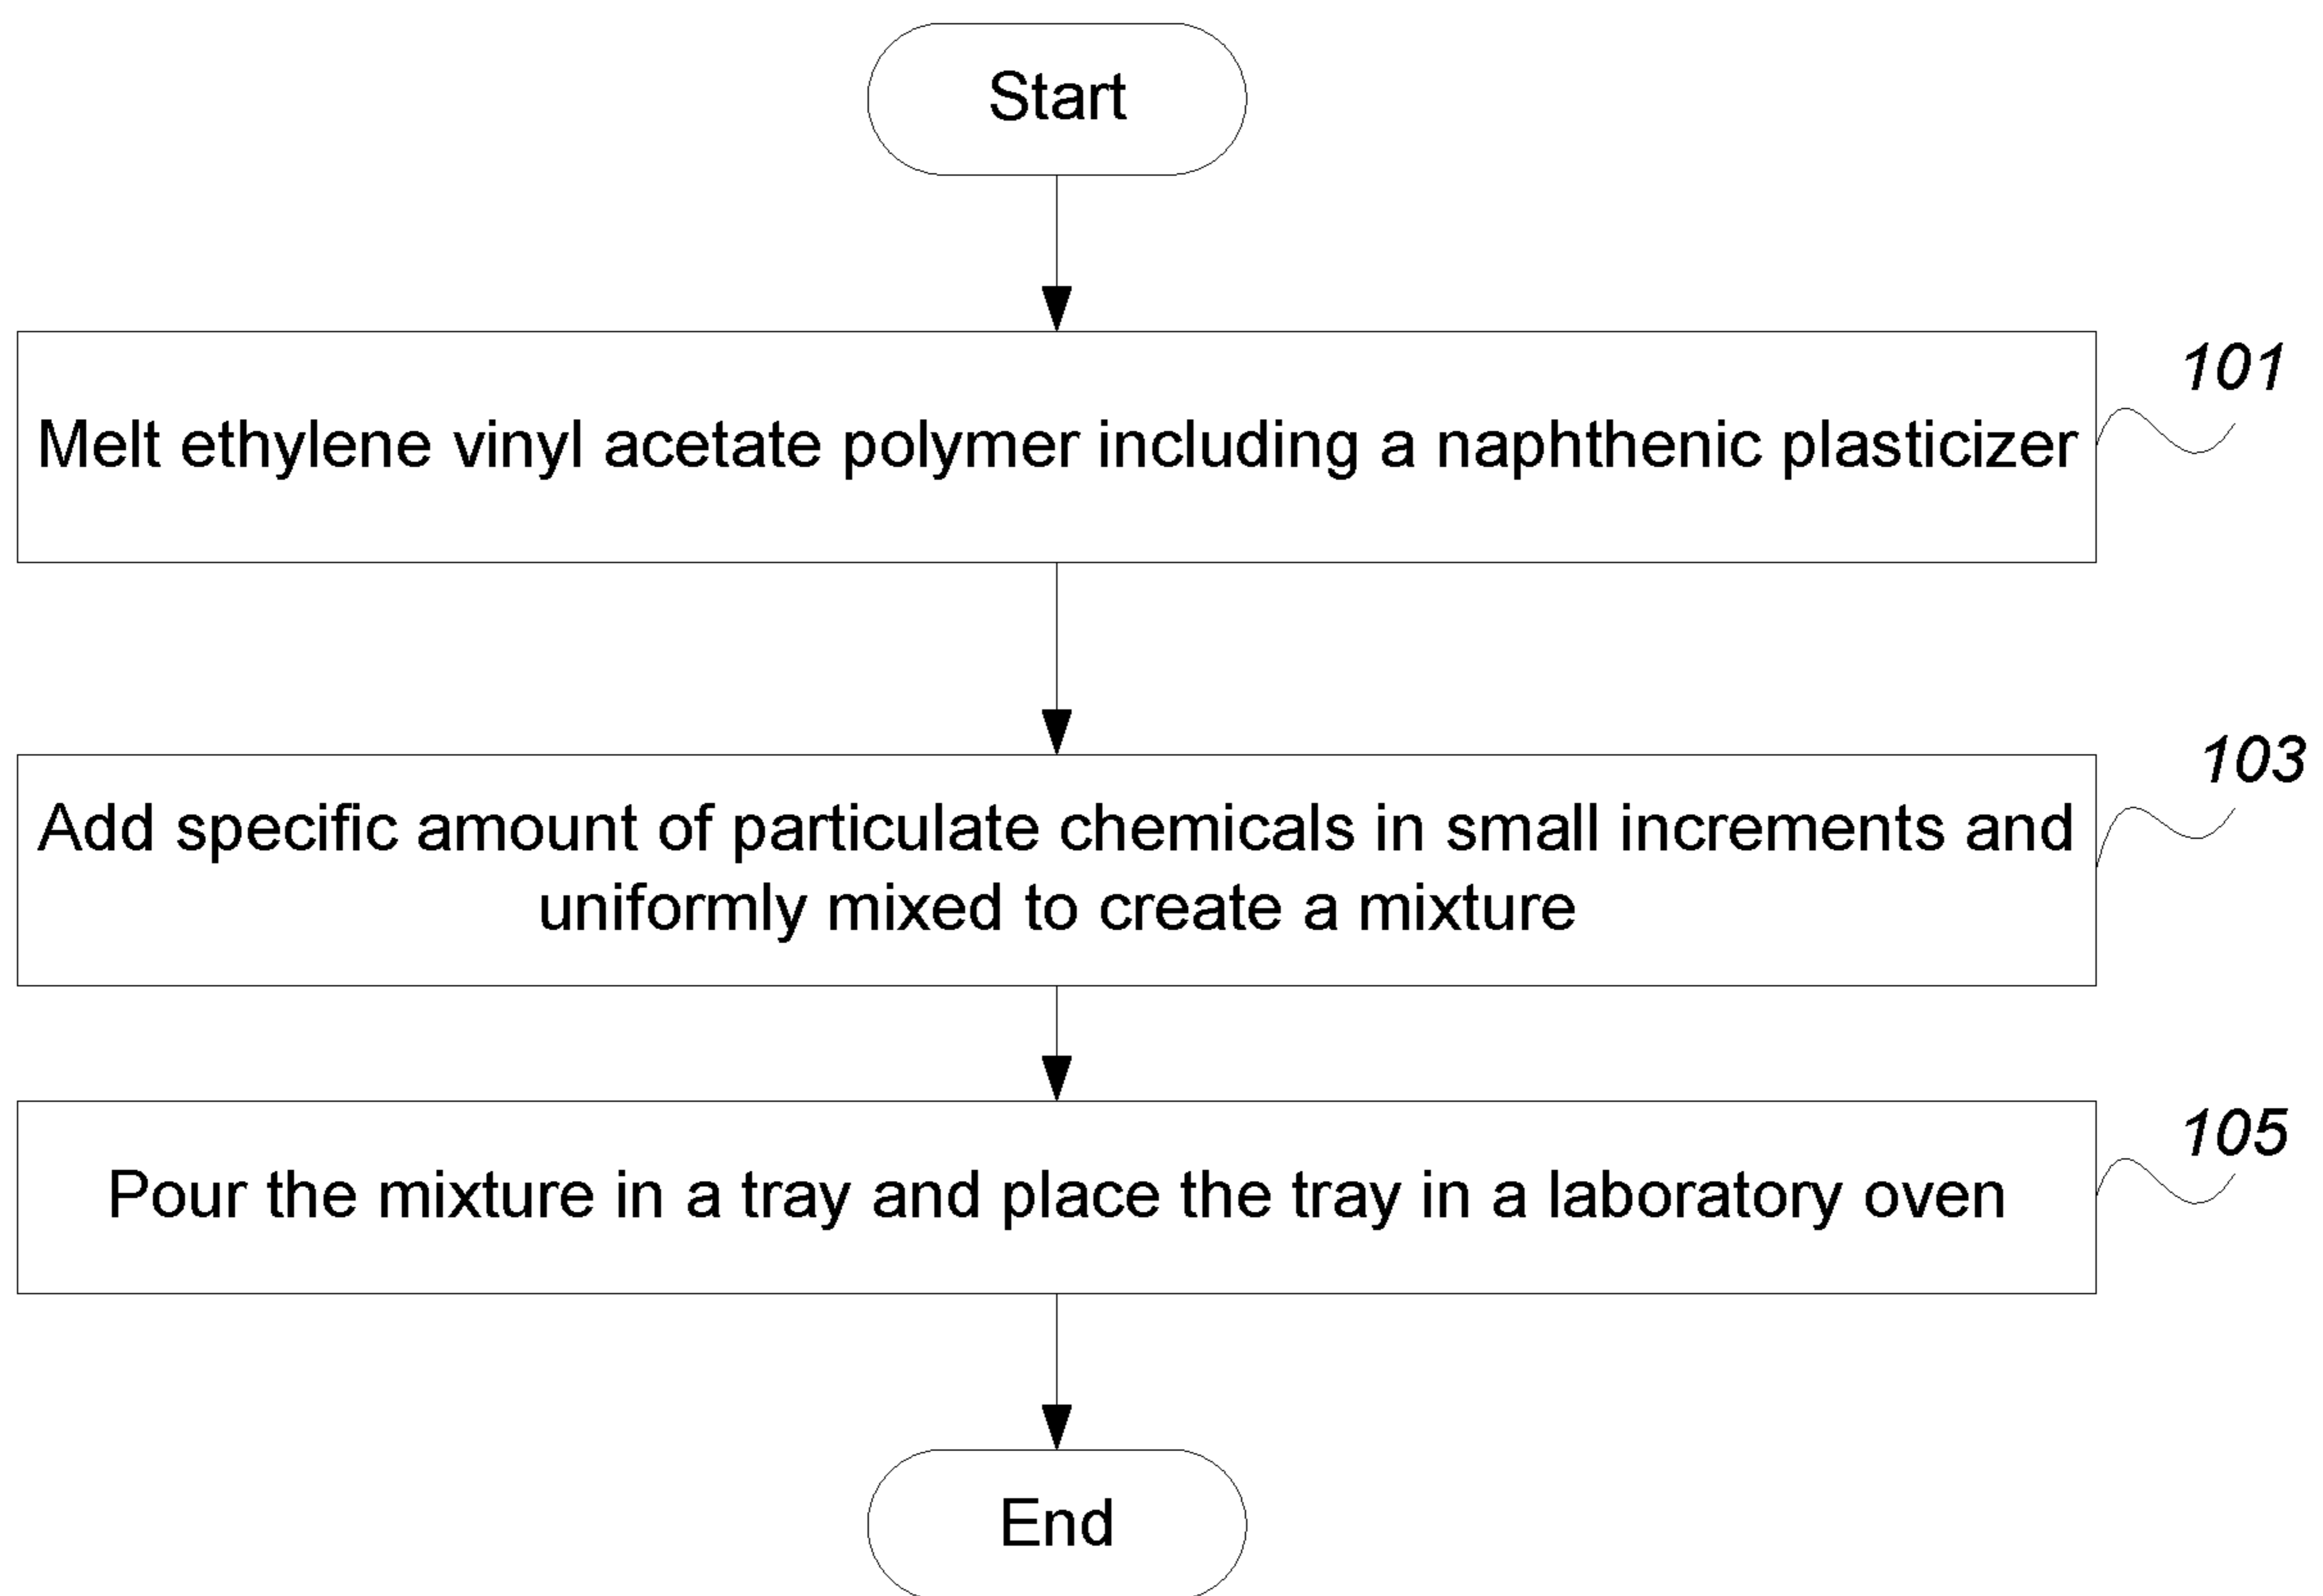 Start
Melt ethylene vinyl acetate polymer including a naphthenic plasticizer
101
Add specific amount of particulate chemicals in small increments and
uniformly mixed to create a mixture
103
Pour the mixture in a tray and place the tray in a laboratory oven
105
End